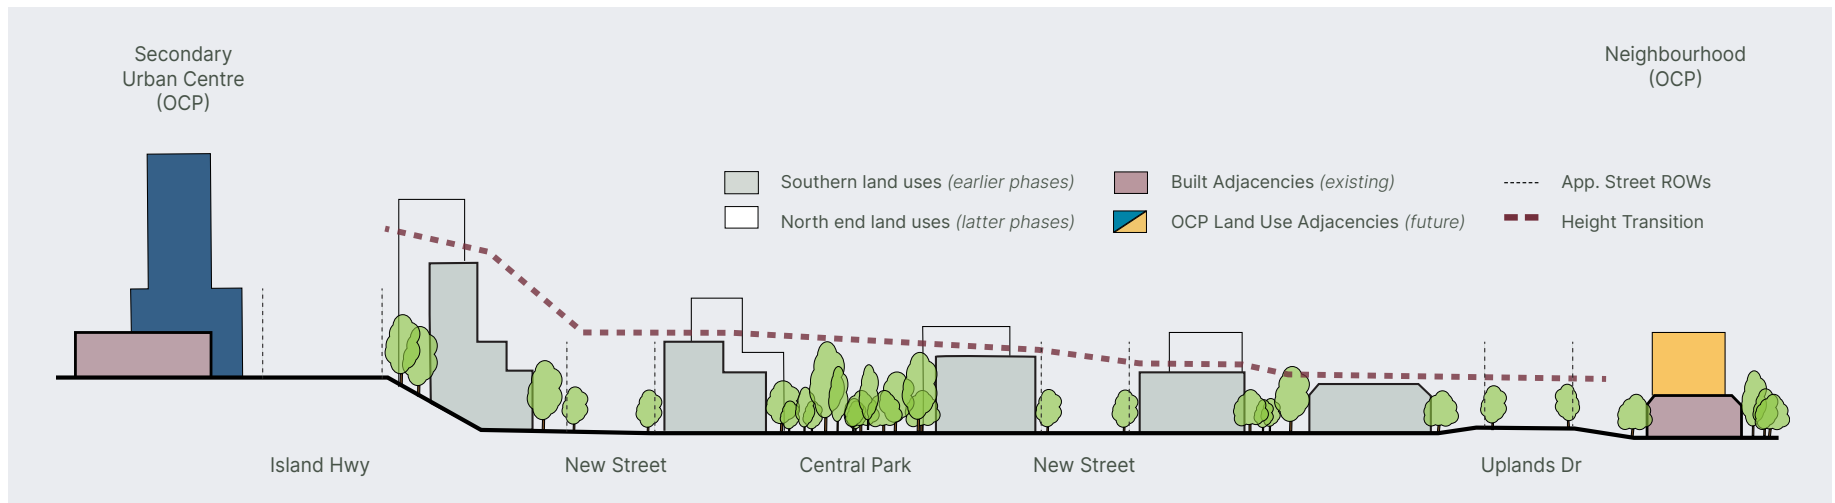 Secondary
Urban Centre
(OCP)
Neighbourhood
(OCP)
Southern land uses (earlier phases)
North end land uses (latter phases)
Built Adjacencies (existing)
OCP Land Use Adjacencies (future)
App. Street ROWs
Height Transition
Island Hwy
New Street
Central Park
New Street
Uplands Dr